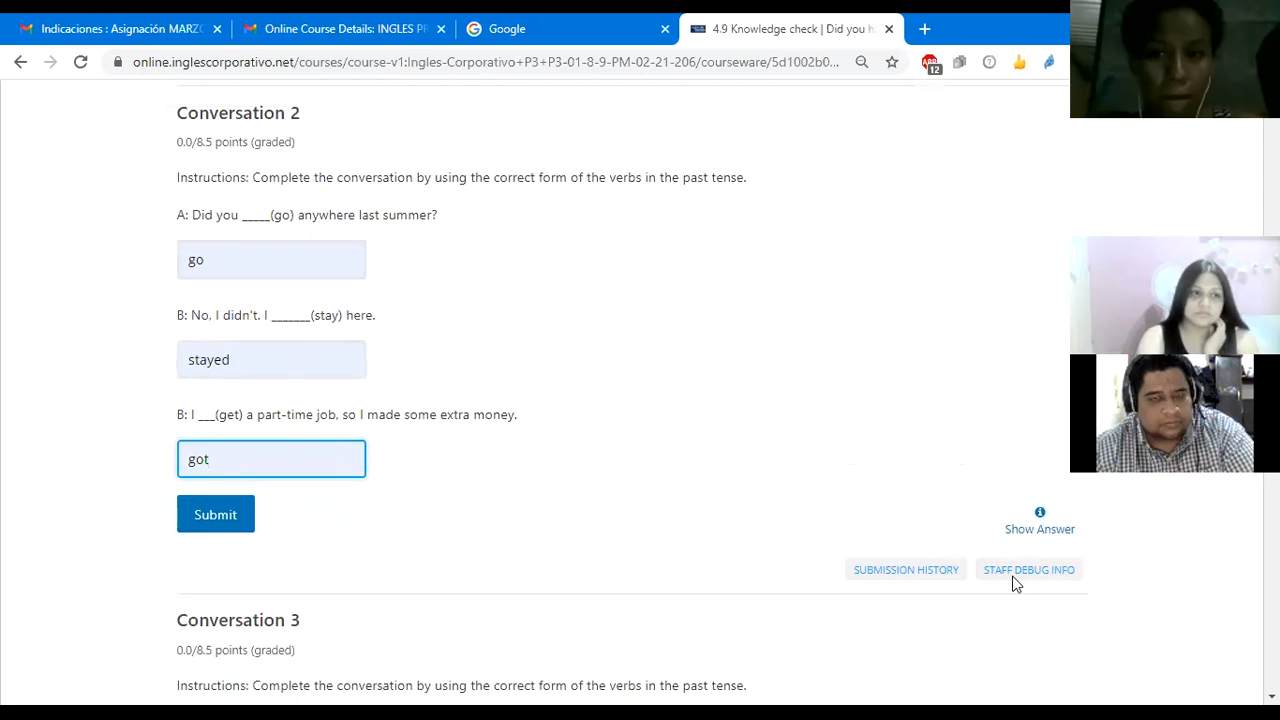 Indicaciones : Asignación MARZO
Online Course Details: INGLES PR
Google
4.9 Knowledge check | Did you h
online.inglescorporativo.net/courses/course-v1:Ingles-Corporativo+P3+P3-01-8-9-PM-02-21-206/courseware/5d1002b0...
ABP
12
Conversation 2
0.0/8.5 points (graded)
Instructions: Complete the conversation by using the correct form of the verbs in the past tense.
A: Did you _____(go) anywhere last summer?
go
B: No, I didn't. I _______(stay) here.
stayed
B: I ___(get) a part-time job, so I made some extra money.
got
Submit
Show Answer
SUBMISSION HISTORY
STAFF DEBUG INFO
Conversation 3
0.0/8.5 points (graded)
Instructions: Complete the conversation by using the correct form of the verbs in the past tense.